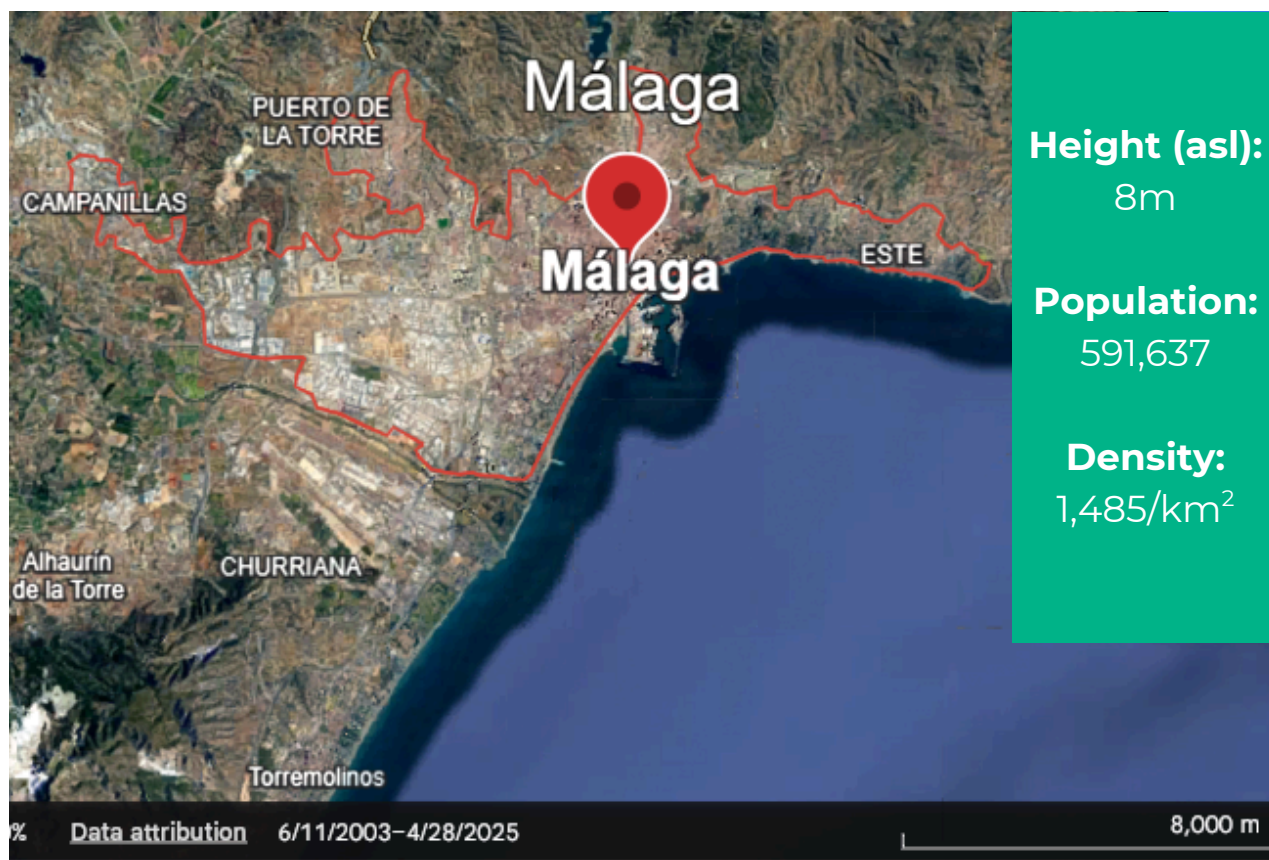 Málaga
PUERTO DE
LA TORRE
CAMPANILLAS
Málaga
ESTE
Alhaurín
de la Torre
CHURRIANA
Torremolinos
% Data attribution 6/11/2003–4/28/2025
8,000 m
Height (asl):
8m
Population:
591,637
Density:
1,485/km²